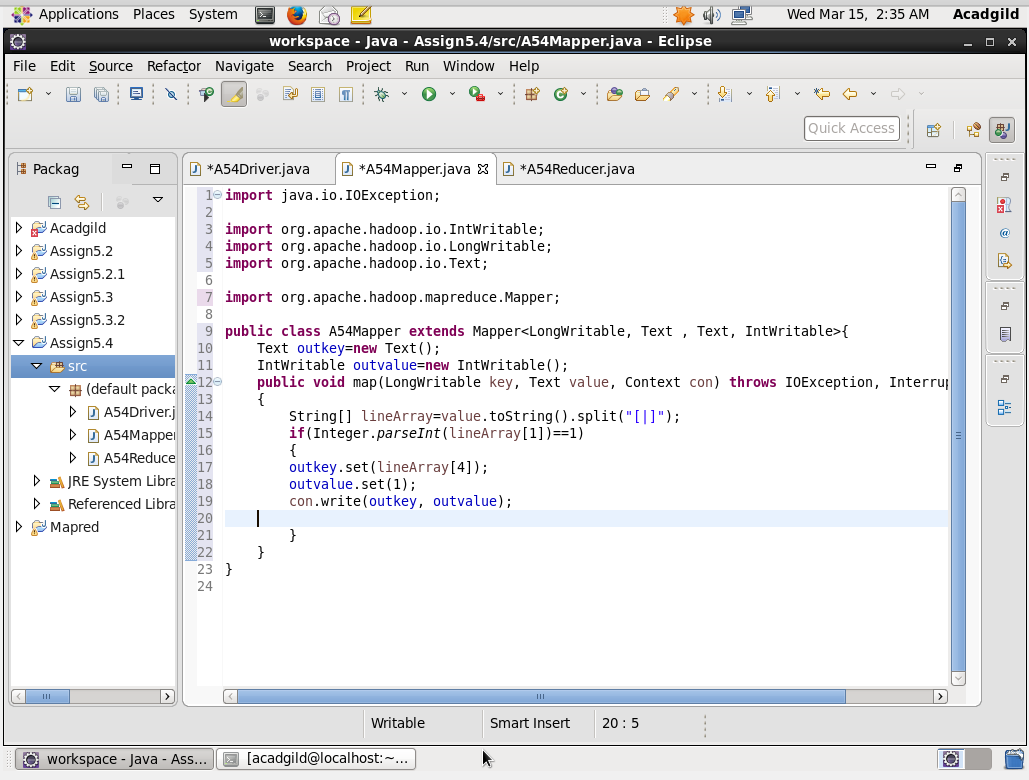 Applications Places System Wed Mar 15, 2:35 AM Acadgild
workspace - Java - Assign5.4/src/A54Mapper.java - Eclipse
File Edit Source Refactor Navigate Search Project Run Window Help
Quick Access
Packag
*A54Driver.java *A54Mapper.java *A54Reducer.java
Acadgild
Assign5.2
Assign5.2.1
Assign5.3
Assign5.3.2
Assign5.4
src
(default packa
A54Driver.j
A54Mappe
A54Reduce
JRE System Libra
Referenced Libra
Mapred
1 import java.io.IOException;
2
3 import org.apache.hadoop.io.IntWritable;
4 import org.apache.hadoop.io.LongWritable;
5 import org.apache.hadoop.io.Text;
6
7 import org.apache.hadoop.mapreduce.Mapper;
8
9 public class A54Mapper extends Mapper<LongWritable, Text , Text, IntWritable>{
10 Text outkey=new Text();
11 IntWritable outvalue=new IntWritable();
12 public void map(LongWritable key, Text value, Context con) throws IOException, Interrup
13 {
14 String[] lineArray=value.toString().split("[|]");
15 if(Integer.parseInt(lineArray[1])==1)
16 {
17 outkey.set(lineArray[4]);
18 outvalue.set(1);
19 con.write(outkey, outvalue);
20
21 }
22 }
23 }
24
Writable Smart Insert 20 : 5
workspace - Java - Ass... [acadgild@localhost:~...